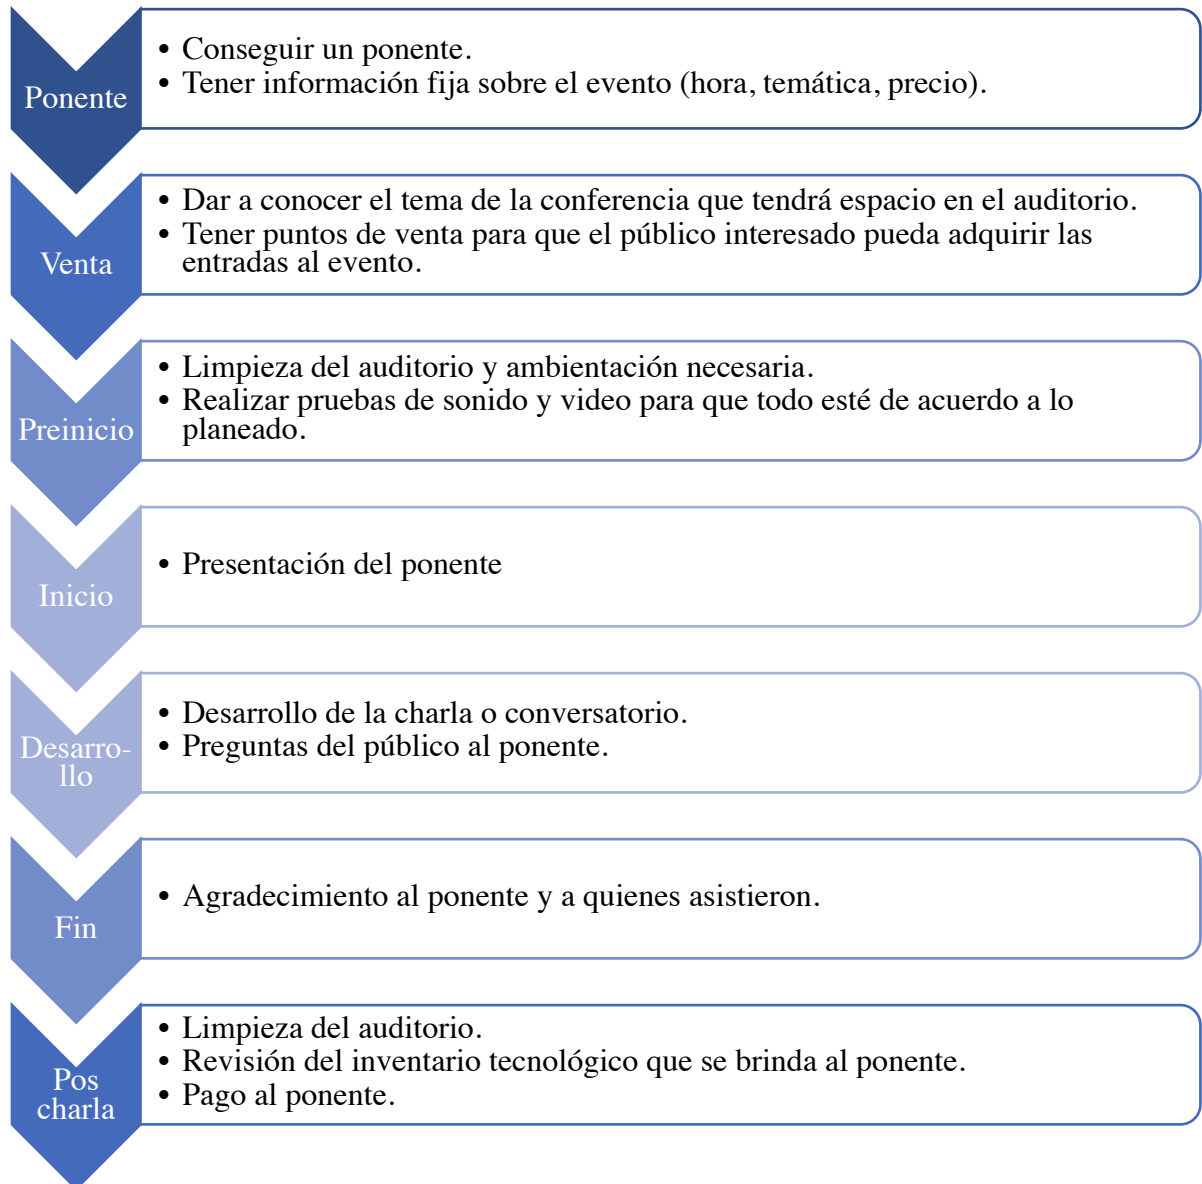 Ponente
• Conseguir un ponente.
• Tener información fija sobre el evento (hora, temática, precio).
Venta
• Dar a conocer el tema de la conferencia que tendrá espacio en el auditorio.
• Tener puntos de venta para que el público interesado pueda adquirir las
entradas al evento.
Preinicio
• Limpieza del auditorio y ambientación necesaria.
• Realizar pruebas de sonido y video para que todo esté de acuerdo a lo
planeado.
Inicio
• Presentación del ponente
Desarro-
llo
• Desarrollo de la charla o conversatorio.
• Preguntas del público al ponente.
Fin
• Agradecimiento al ponente y a quienes asistieron.
Pos
charla
• Limpieza del auditorio.
• Revisión del inventario tecnológico que se brinda al ponente.
• Pago al ponente.